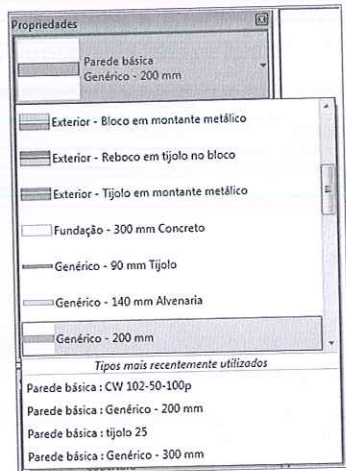 Propriedades
Parede básica
Genérico - 200 mm
Exterior - Bloco em montante metálico
Exterior - Reboco em tijolo no bloco
Exterior - Tijolo em montante metálico
Fundação - 300 mm Concreto
Genérico - 90 mm Tijolo
Genérico - 140 mm Alvenaria
Genérico - 200 mm
Tipos mais recentemente utilizados
Parede básica : CW 102-50-100p
Parede básica : Genérico - 200 mm
Parede básica : tijolo 25
Parede básica : Genérico - 300 mm